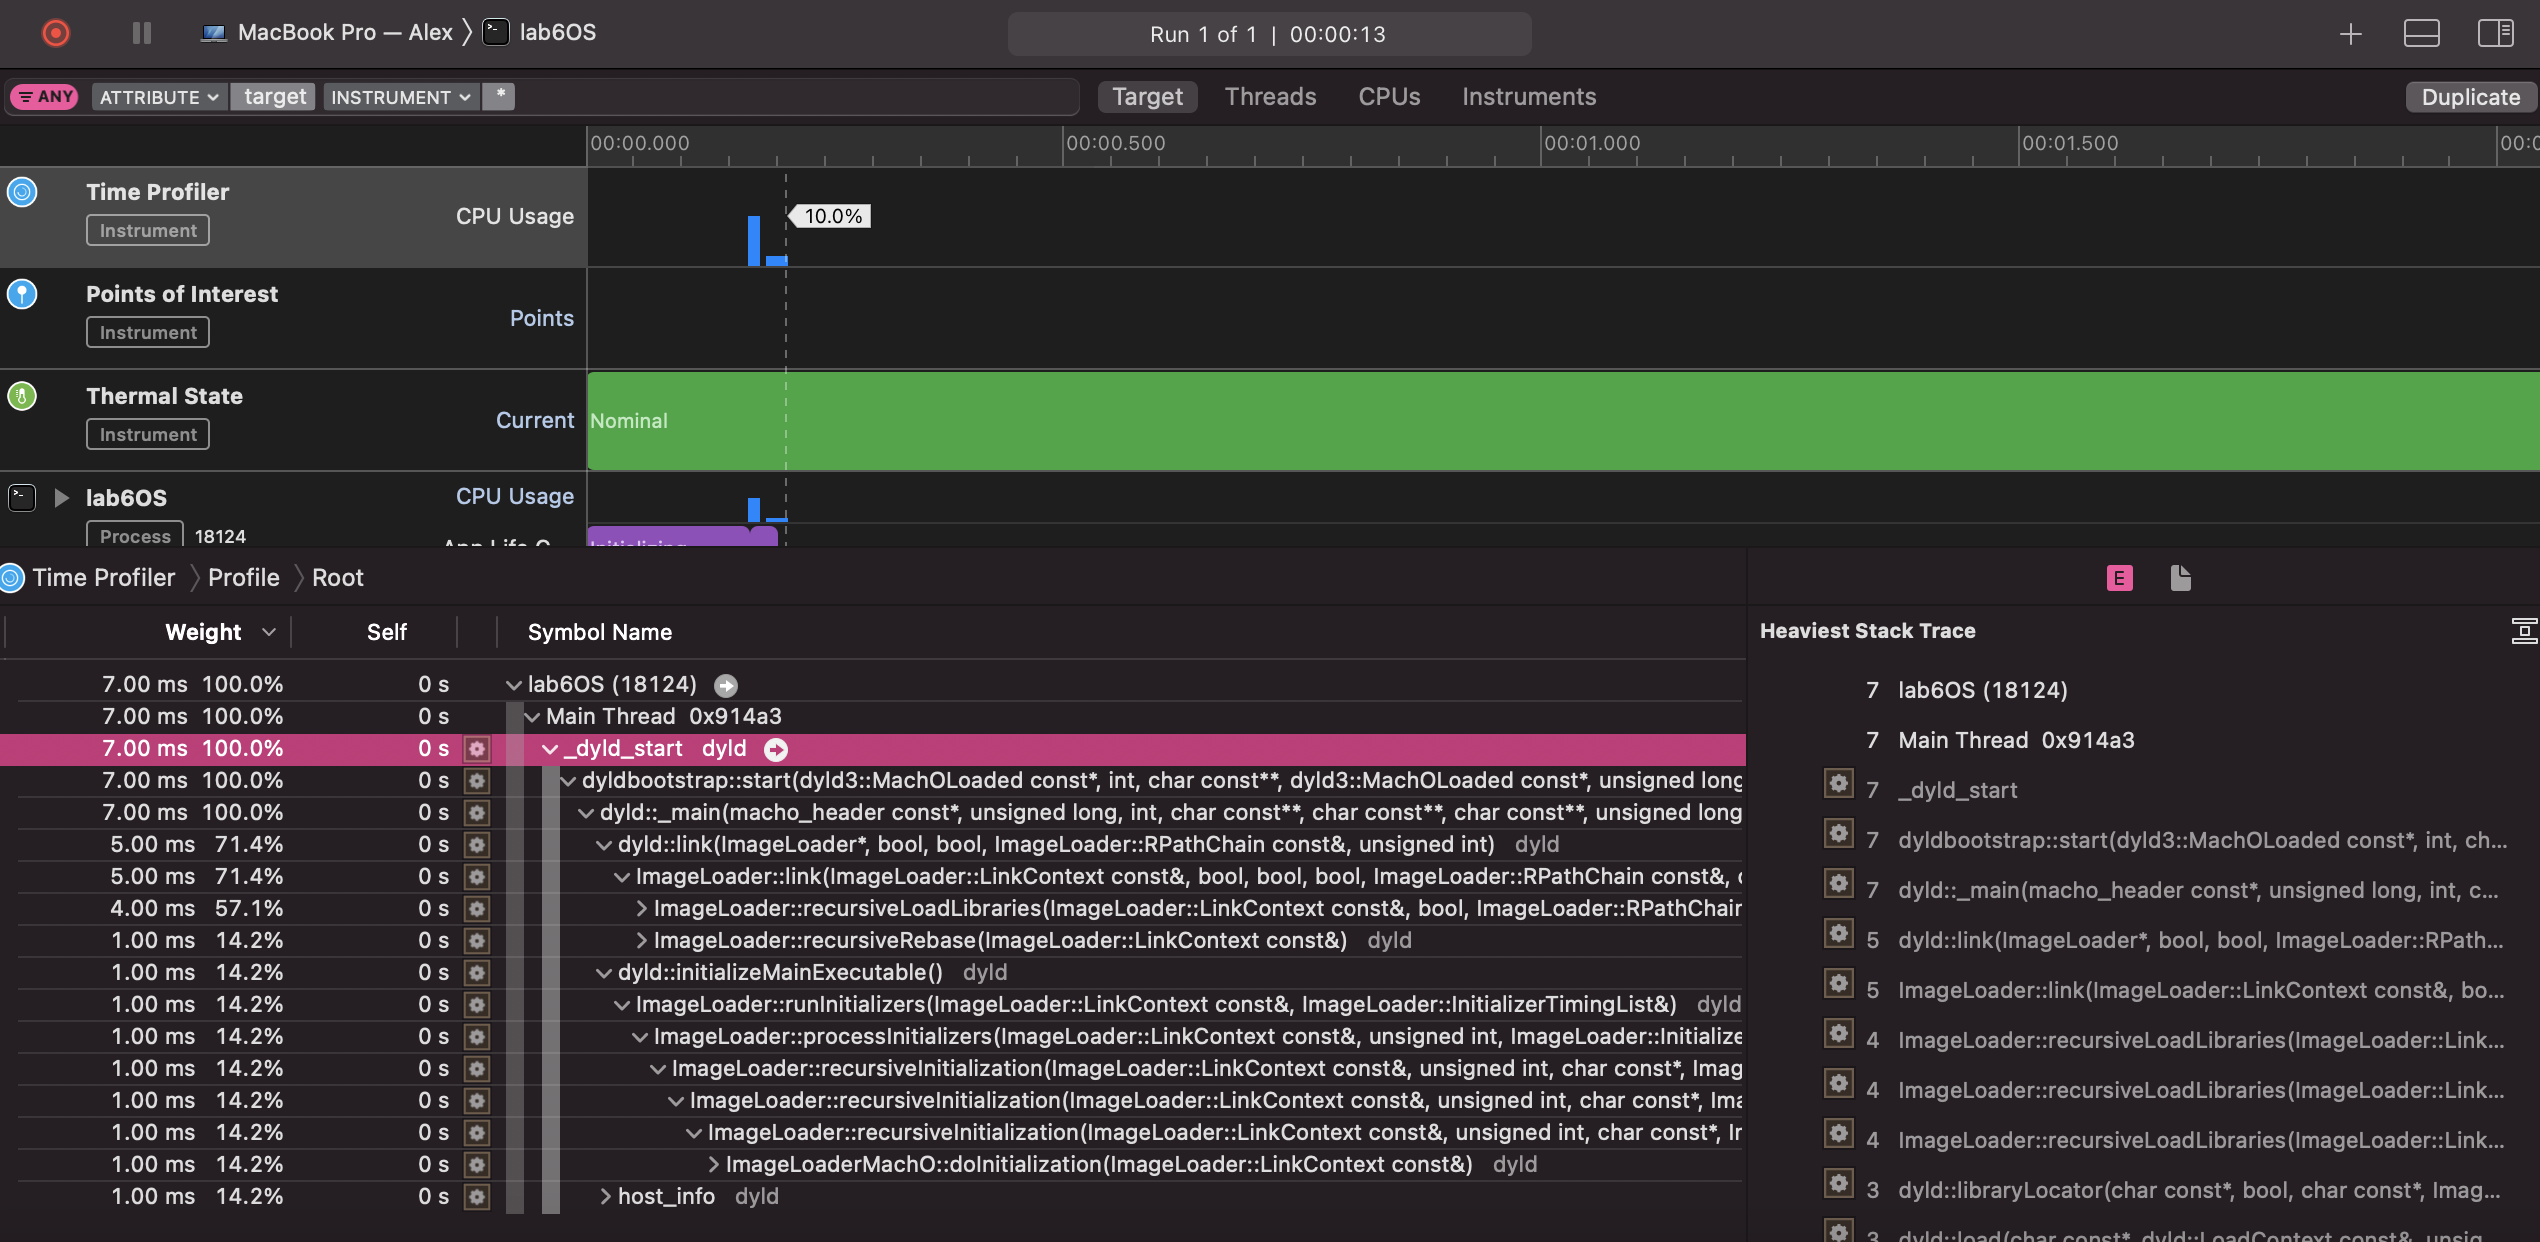 MacBook Pro — Alex 〉 lab6OS
Run 1 of 1 | 00:00:13
ANY ATTRIBUTE target INSTRUMENT *
Target Threads CPUs Instruments
Duplicate
00:00.000 00:00.500 00:01.000 00:01.500
Time Profiler
Instrument
CPU Usage
10.0%
Points of Interest
Instrument
Points
Thermal State
Instrument
Current
Nominal
lab6OS
CPU Usage
Process 18124
Time Profiler 〉 Profile 〉 Root
E
Weight Self Symbol Name
7.00 ms 100.0% 0 s lab6OS (18124)
7.00 ms 100.0% 0 s Main Thread 0x914a3
7.00 ms 100.0% 0 s _dyld_start dyld
7.00 ms 100.0% 0 s dyldbootstrap::start(dyld3::MachOLoaded const*, int, char const**, dyld3::MachOLoaded const*, unsigned long
7.00 ms 100.0% 0 s dyld::_main(macho_header const*, unsigned long, int, char const**, char const**, char const**, unsigned long
5.00 ms 71.4% 0 s dyld::link(ImageLoader*, bool, bool, ImageLoader::RPathChain const&, unsigned int) dyld
5.00 ms 71.4% 0 s ImageLoader::link(ImageLoader::LinkContext const&, bool, bool, bool, ImageLoader::RPathChain const&,
4.00 ms 57.1% 0 s ImageLoader::recursiveLoadLibraries(ImageLoader::LinkContext const&, bool, ImageLoader::RPathChain
1.00 ms 14.2% 0 s ImageLoader::recursiveRebase(ImageLoader::LinkContext const&) dyld
1.00 ms 14.2% 0 s dyld::initializeMainExecutable() dyld
1.00 ms 14.2% 0 s ImageLoader::runInitializers(ImageLoader::LinkContext const&, ImageLoader::InitializerTimingList&) dyld
1.00 ms 14.2% 0 s ImageLoader::processInitializers(ImageLoader::LinkContext const&, unsigned int, ImageLoader::Initialize
1.00 ms 14.2% 0 s ImageLoader::recursiveInitialization(ImageLoader::LinkContext const&, unsigned int, char const*, Imag
1.00 ms 14.2% 0 s ImageLoader::recursiveInitialization(ImageLoader::LinkContext const&, unsigned int, char const*, Ima
1.00 ms 14.2% 0 s ImageLoader::recursiveInitialization(ImageLoader::LinkContext const&, unsigned int, char const*, I
1.00 ms 14.2% 0 s ImageLoaderMachO::doInitialization(ImageLoader::LinkContext const&) dyld
1.00 ms 14.2% 0 s host_info dyld
Heaviest Stack Trace
7 lab6OS (18124)
7 Main Thread 0x914a3
7 _dyld_start
7 dyldbootstrap::start(dyld3::MachOLoaded const*, int, ch...
7 dyld::_main(macho_header const*, unsigned long, int, c...
5 dyld::link(ImageLoader*, bool, bool, ImageLoader::RPath...
5 ImageLoader::link(ImageLoader::LinkContext const&, bo...
4 ImageLoader::recursiveLoadLibraries(ImageLoader::Link...
4 ImageLoader::recursiveLoadLibraries(ImageLoader::Link...
4 ImageLoader::recursiveLoadLibraries(ImageLoader::Link...
3 dyld::libraryLocator(char const*, bool, char const*, Imag...
3 dyld::load(char const*, dyld::LoadContext const&, unsig...